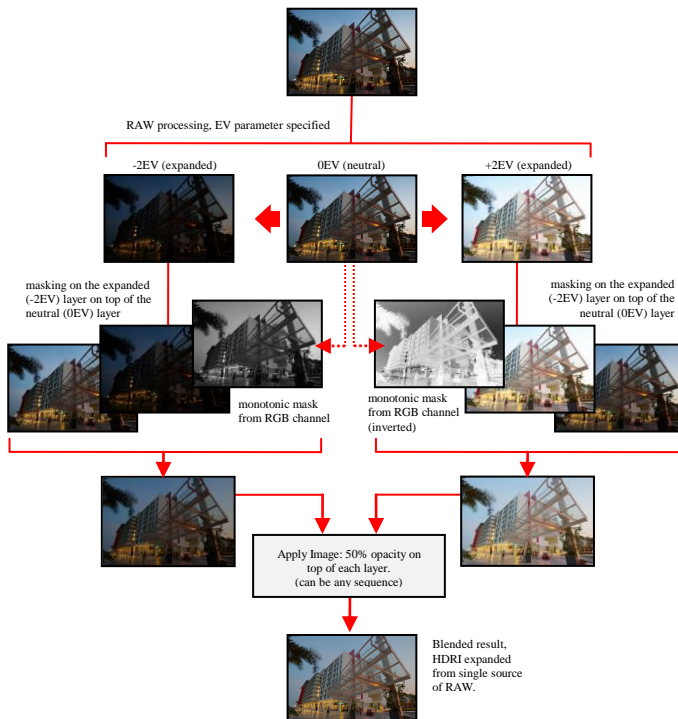 RAW processing, EV parameter specified
-2EV (expanded)
0EV (neutral)
+2EV (expanded)
masking on the expanded
(-2EV) layer on top of the
neutral (0EV) layer
masking on the expanded
(-2EV) layer on top of the
neutral (0EV) layer
monotonic mask
from RGB channel
monotonic mask
from RGB channel
(inverted)
Apply Image: 50% opacity on
top of each layer.
(can be any sequence)
Blended result,
HDRI expanded
from single source
of RAW.